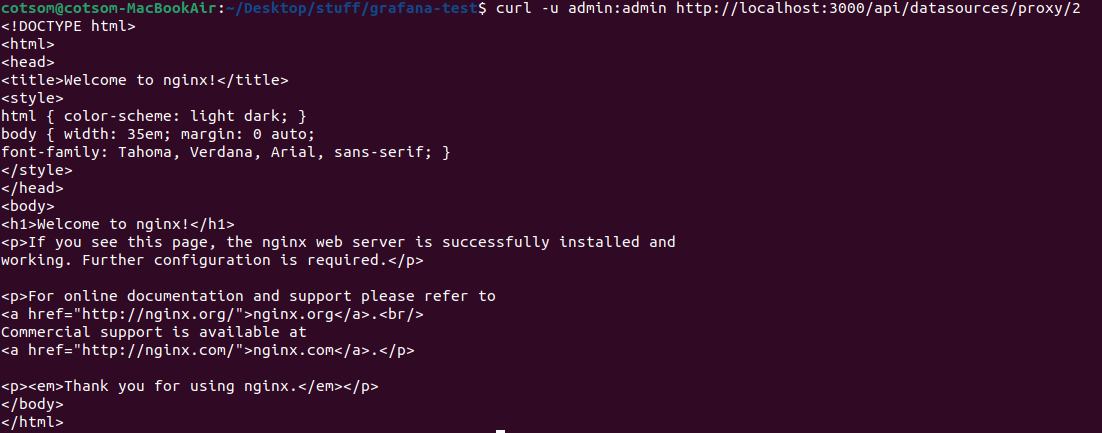 cotsom@cotsom-MacBookAir:~/Desktop/stuff/grafana-test$ curl -u admin:admin http://localhost:3000/api/datasources/proxy/2
<!DOCTYPE html>
<html>
<head>
<title>Welcome to nginx!</title>
<style>
html { color-scheme: light dark; }
body { width: 35em; margin: 0 auto;
font-family: Tahoma, Verdana, Arial, sans-serif; }
</style>
</head>
<body>
<h1>Welcome to nginx!</h1>
<p>If you see this page, the nginx web server is successfully installed and
working. Further configuration is required.</p>

<p>For online documentation and support please refer to
<a href="http://nginx.org/">nginx.org</a>.<br/>
Commercial support is available at
<a href="http://nginx.com/">nginx.com</a>.</p>

<p><em>Thank you for using nginx.</em></p>
</body>
</html>